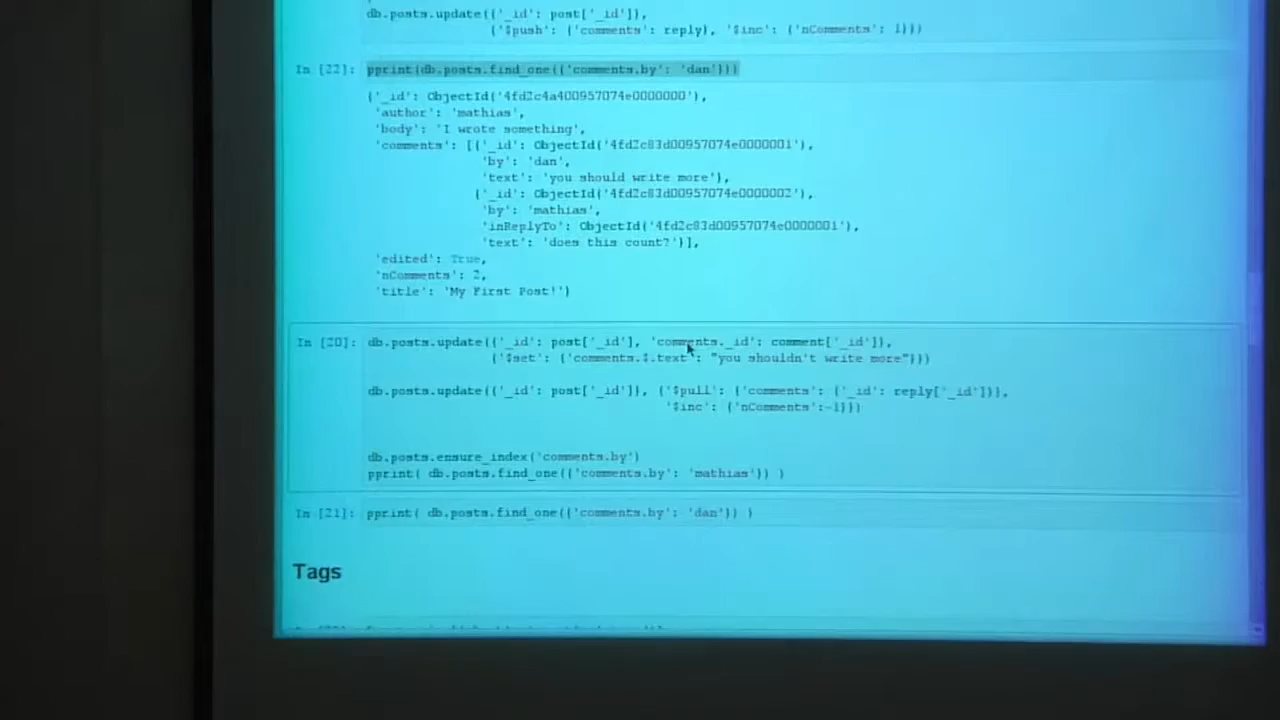 db.posts.update({'_id': post['_id']},
{'$push': {'comments': reply}, '$inc': {'nComments': 1}})
In [22]: pprint(db.posts.find_one({'comments.by': 'dan'}))
{'_id': ObjectId('4fd2c4a400957074e0000000'),
'author': 'mathias',
'body': 'I wrote something',
'comments': [{'_id': ObjectId('4fd2c83d00957074e0000001'),
'by': 'dan',
'text': 'you should write more'},
{'_id': ObjectId('4fd2c83d00957074e0000002'),
'by': 'mathias',
'inReplyTo': ObjectId('4fd2c83d00957074e0000001'),
'text': 'does this count?'}],
'edited': True,
'nComments': 2,
'title': 'My First Post!'}
In [20]: db.posts.update({'_id': post['_id'], 'comments._id': comment['_id']},
{'$set': {'comments.$.text': "you shouldn't write more"}})
db.posts.update({'_id': post['_id']}, {'$pull': {'comments': {'_id': reply['_id']}},
'$inc': {'nComments':-1}})
db.posts.ensure_index('comments.by')
pprint( db.posts.find_one({'comments.by': 'mathias'}) )
In [21]: pprint( db.posts.find_one({'comments.by': 'dan'}) )
Tags